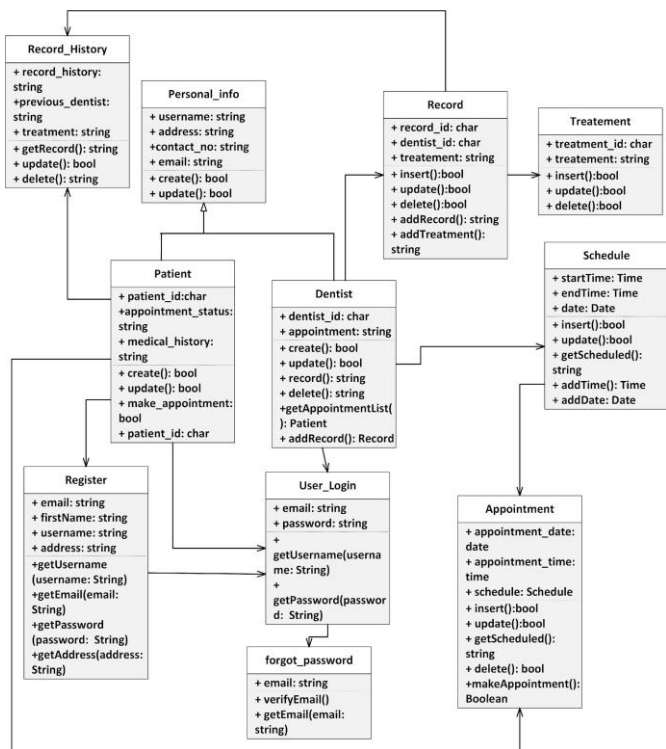 Record_History
+ record_history:
string
+previous_dentist:
string
+ treatment: string
+ getRecord(): string
+ update(): bool
+ delete(): string
Personal_info
+ username: string
+ address: string
+contact_no: string
+ email: string
+ create(): bool
+ update(): bool
Record
+ record_id: char
+ dentist_id: char
+ treatement: string
+ insert():bool
+ update():bool
+ delete():bool
+ addRecord(): string
+ addTreatment():
string
Treatement
+ treatment_id: char
+ treatement: string
+ insert():bool
+ update():bool
+ delete():bool
Patient
+ patient_id:char
+appointment_status:
string
+ medical_history:
string
+ create(): bool
+ update(): bool
+ make_appointment:
bool
+ patient_id: char
Dentist
+ dentist_id: char
+ appointment: string
+ create(): bool
+ update(): bool
+ record(): string
+ delete(): string
+getAppointmentList(
): Patient
+ addRecord(): Record
Schedule
+ startTime: Time
+ endTime: Time
+ date: Date
+ insert():bool
+ update():bool
+ getScheduled():
string
+ addTime(): Time
+ addDate: Date
Register
+ email: string
+ firstName: string
+ username: string
+ address: string
+getUsername
(username: String)
+getEmail(email:
String)
+getPassword
(password: String)
+getAddress(address:
String)
User_Login
+ email: string
+ password: string
+
getUsername(userna
me: String)
+
getPassword(passwor
d: String)
Appointment
+ appointment_date:
date
+ appointment_time:
time
+ schedule: Schedule
+ insert():bool
+ update():bool
+ getScheduled():
string
+ delete(): bool
+makeAppointment():
Boolean
forgot_password
+ email: string
+ verifyEmail()
+ getEmail(email:
string)